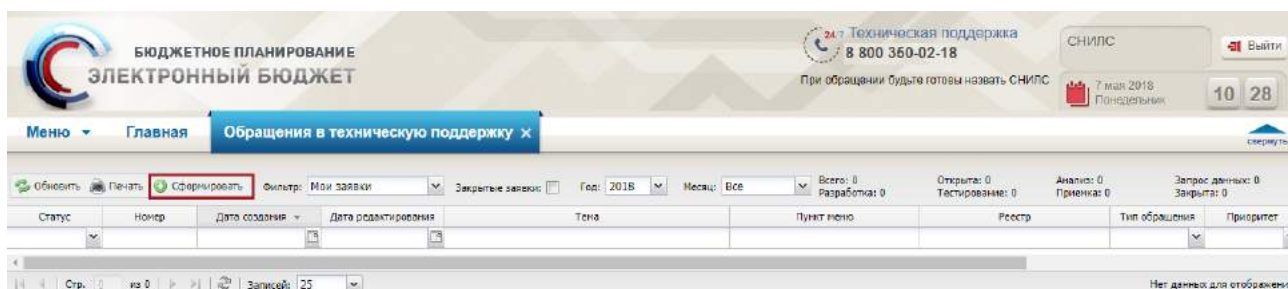 24/7 Техническая поддержка
8 800 350-02-18
При обращении будьте готовы назвать СНИЛС
СНИЛС
Выйти
БЮДЖЕТНОЕ ПЛАНИРОВАНИЕ
ЭЛЕКТРОННЫЙ БЮДЖЕТ
7 мая 2018
Понедельник
10 28
Меню Главная Обращения в техническую поддержку ×
свернуть
Обновить Печать Сформировать Фильтр: Мои заявки Закрытые заявки: Год: 2018 Месяц: Все
Всего: 0 Открыта: 0 Анализ: 0 Запрос данных: 0
Разработка: 0 Тестирование: 0 Приемка: 0 Закрыта: 0
Статус Номер Дата создания Дата редактирования Тема Пункт меню Реестр Тип обращения Приоритет
Стр. 0 из 0 Записей: 25 Нет данных для отображени